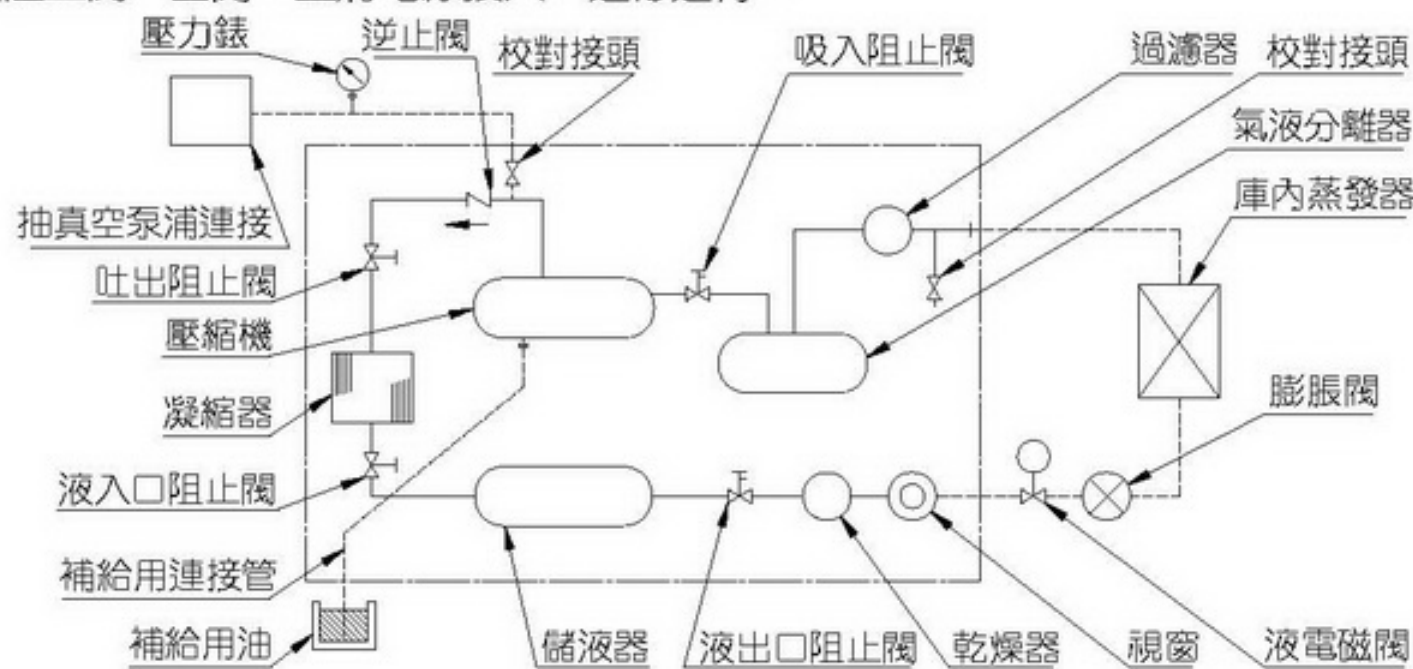 壓力錶
逆止閥
校對接頭
吸入阻止閥
過濾器
校對接頭
氣液分離器
庫內蒸發器
抽真空泵浦連接
吐出阻止閥
壓縮機
凝縮器
膨脹閥
液入口阻止閥
補給用連接管
補給用油
儲液器
液出口阻止閥
乾燥器
視窗
液電磁閥